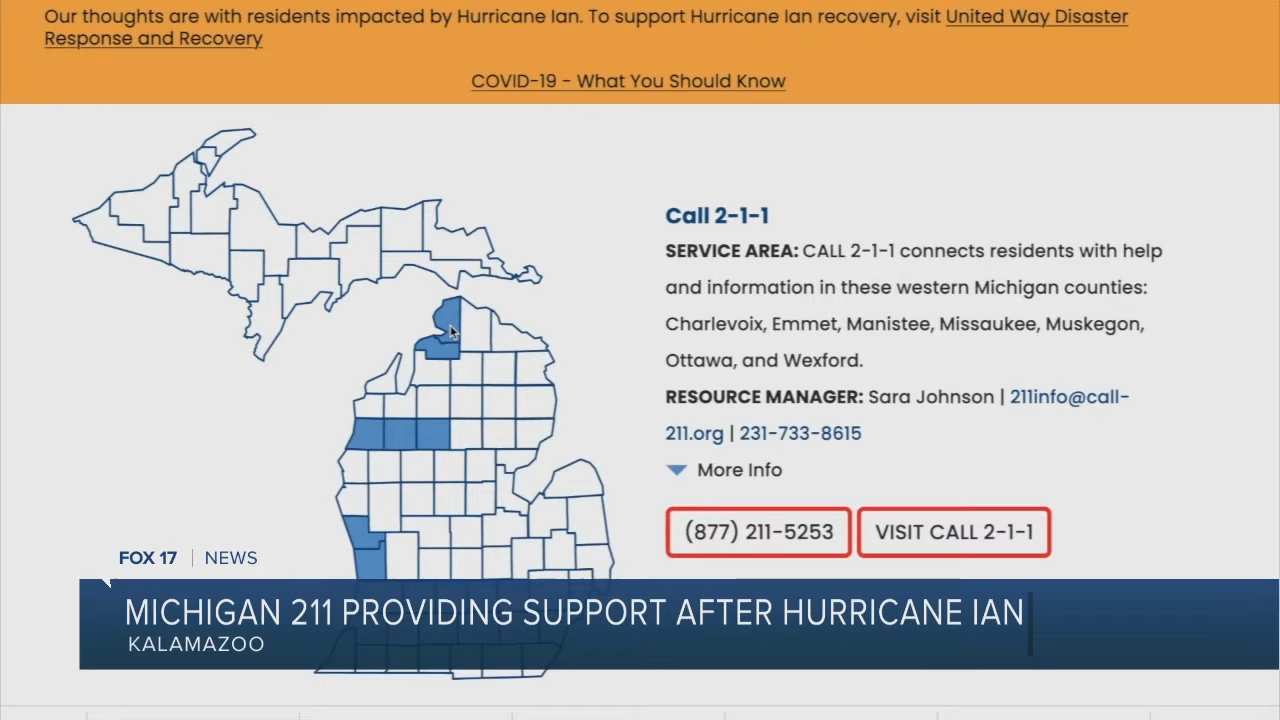 Our thoughts are with residents impacted by Hurricane Ian. To support Hurricane Ian recovery, visit United Way Disaster
Response and Recovery
COVID-19 - What You Should Know
Call 2-1-1
SERVICE AREA: CALL 2-1-1 connects residents with help
and information in these western Michigan counties:
Charlevoix, Emmet, Manistee, Missaukee, Muskegon,
Ottawa, and Wexford.
RESOURCE MANAGER: Sara Johnson | 211info@call-
211.org | 231-733-8615
More Info
(877) 211-5253
VISIT CALL 2-1-1
FOX 17 | NEWS
MICHIGAN 211 PROVIDING SUPPORT AFTER HURRICANE IAN
KALAMAZOO